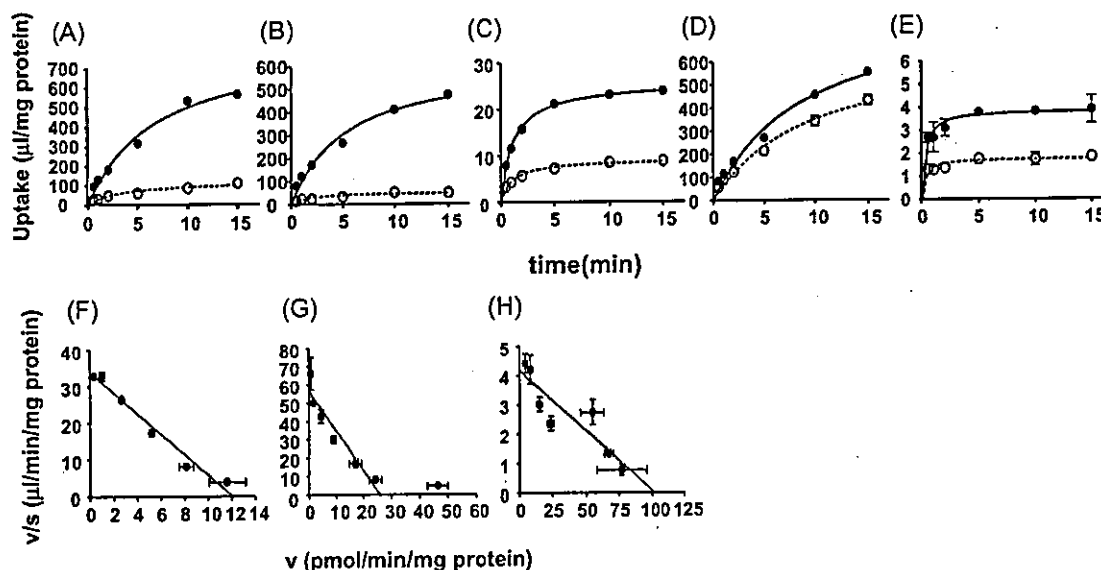 (A) (B) (C) (D) (E)
Uptake (µl/mg protein)
700 600 500 400 300 200 100 0
600 500 400 300 200 100 0
30 20 10 0
600 500 400 300 200 100 0
6 5 4 3 2 1 0
0 5 10 15
0 5 10 15
0 5 10 15
0 5 10 15
0 5 10 15
time(min)
(F) (G) (H)
v/s (µl/min/mg protein)
40 30 20 10 0
80 70 60 50 40 30 20 10 0
5 4 3 2 1 0
0 2 4 6 8 10 12 14
0 10 20 30 40 50 60
0 25 50 75 100 125
v (pmol/min/mg protein)